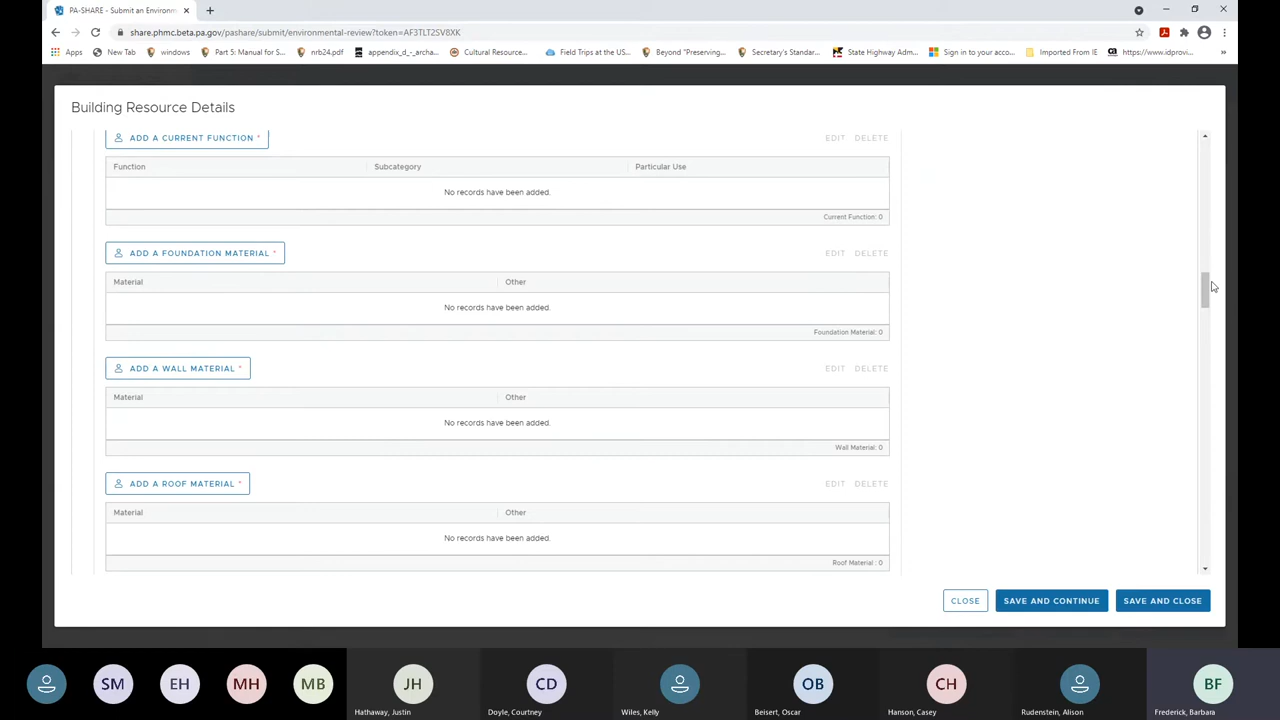 PA-SHARE - Submit an Environm
share.phmc.beta.pa.gov/pashare/submit/environmental-review?token=AF3TLT2SV8K
Apps New Tab windows Part 5: Manual for S... nrb24.pdf appendix_d_-_archa... Cultural Resource... Field Trips at the US... Beyond "Preserving... Secretary's Standar... State Highway Adm... Sign in to your acco... Imported From IE https://www.idprovi...
Building Resource Details
ADD A CURRENT FUNCTION * EDIT DELETE
Function Subcategory Particular Use
No records have been added.
Current Function: 0
ADD A FOUNDATION MATERIAL * EDIT DELETE
Material Other
No records have been added.
Foundation Material: 0
ADD A WALL MATERIAL * EDIT DELETE
Material Other
No records have been added.
Wall Material: 0
ADD A ROOF MATERIAL * EDIT DELETE
Material Other
No records have been added.
Roof Material : 0
CLOSE SAVE AND CONTINUE SAVE AND CLOSE
SM EH MH MB JH CD OB CH BF
Hathaway, Justin Doyle, Courtney Wiles, Kelly Beisert, Oscar Hanson, Casey Rudenstein, Alison Frederick, Barbara